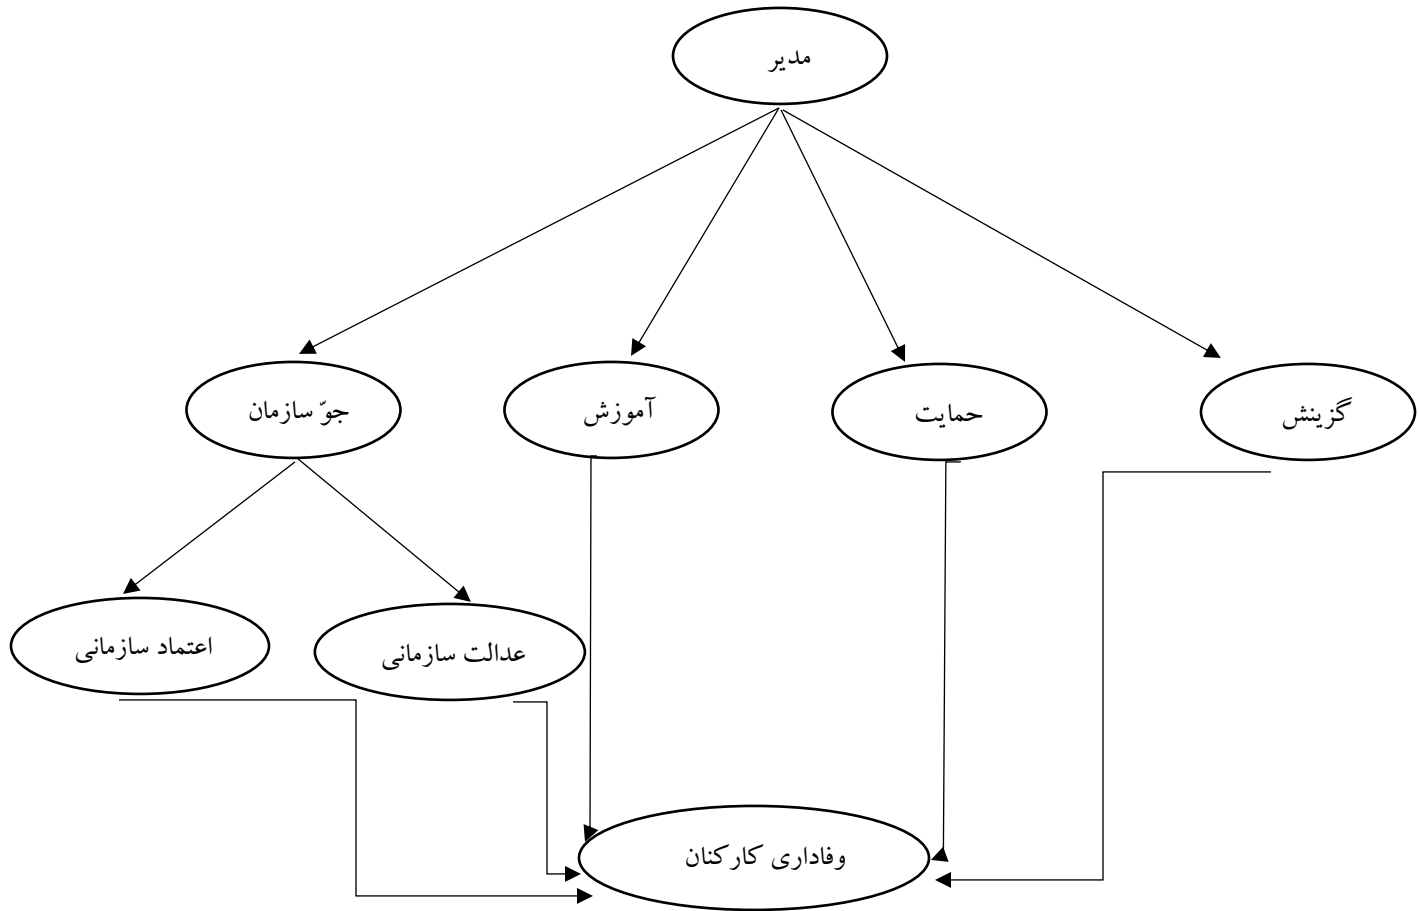 مدیر
گزینش
حمایت
آموزش
جوّ سازمان
عدالت سازمانی
اعتماد سازمانی
وفاداری کارکنان